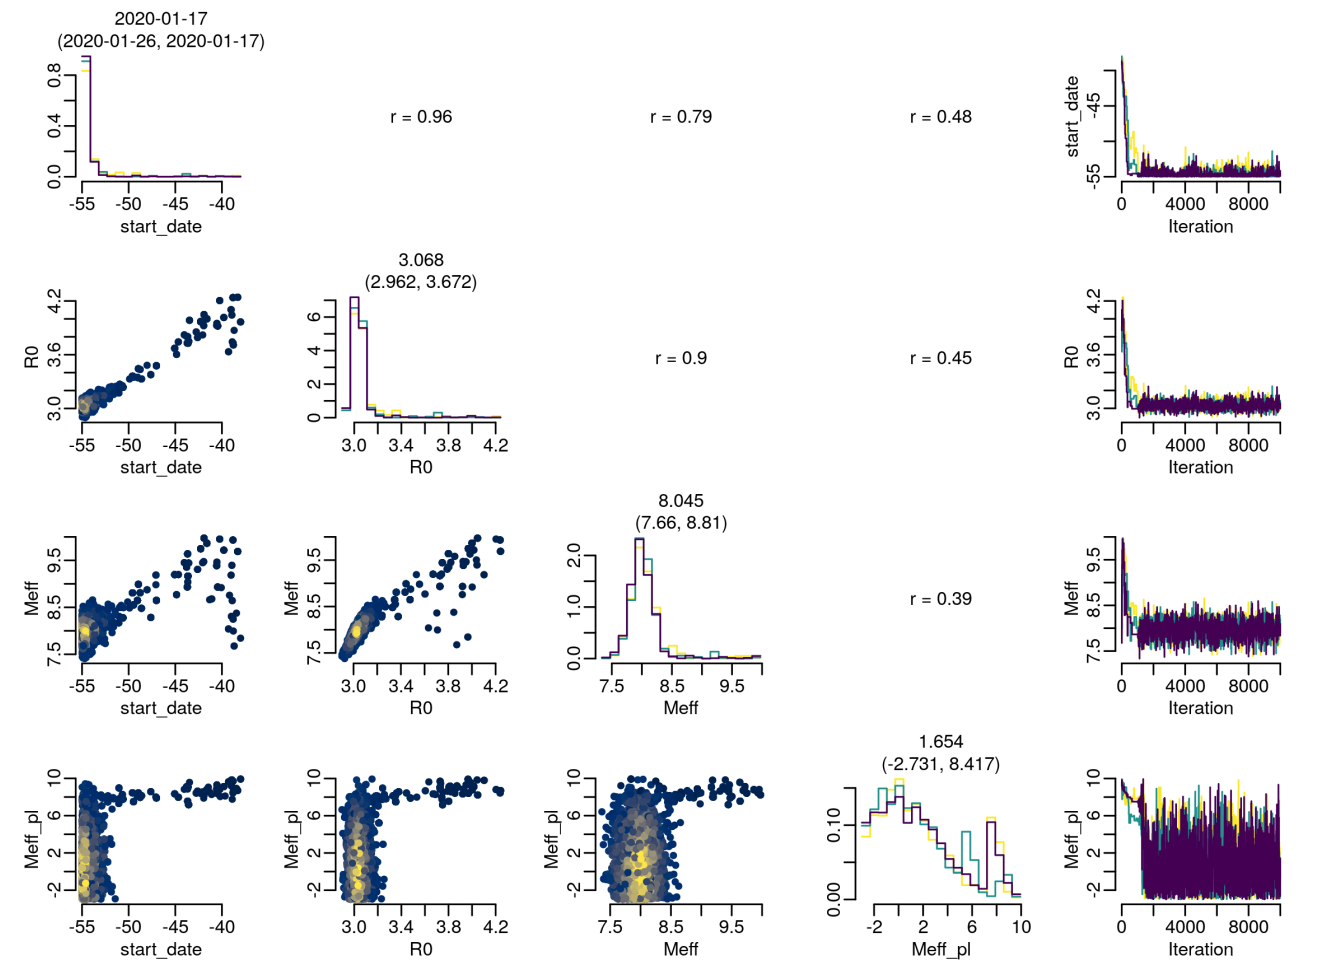 2020-01-17
(2020-01-26, 2020-01-17)
0.0 0.4 0.8
-55 -50 -45 -40
start_date
r = 0.96
r = 0.79
r = 0.48
start_date
-55 -45
0 4000 8000
Iteration
R0
3.0 3.6 4.2
-55 -50 -45 -40
start_date
3.068
(2.962, 3.672)
0 2 4 6
3.0 3.4 3.8 4.2
R0
r = 0.9
r = 0.45
R0
3.0 3.6 4.2
0 4000 8000
Iteration
Meff
7.5 8.5 9.5
-55 -50 -45 -40
start_date
Meff
7.5 8.5 9.5
3.0 3.4 3.8 4.2
R0
8.045
(7.66, 8.81)
0.0 1.0 2.0
7.5 8.5 9.5
Meff
r = 0.39
Meff
7.5 8.5 9.5
0 4000 8000
Iteration
Meff_pl
-2 2 6 10
-55 -50 -45 -40
start_date
Meff_pl
-2 2 6 10
3.0 3.4 3.8 4.2
R0
Meff_pl
-2 2 6 10
7.5 8.5 9.5
Meff
1.654
(-2.731, 8.417)
0.00 0.10
-2 2 6 10
Meff_pl
Meff_pl
-2 2 6 10
0 4000 8000
Iteration